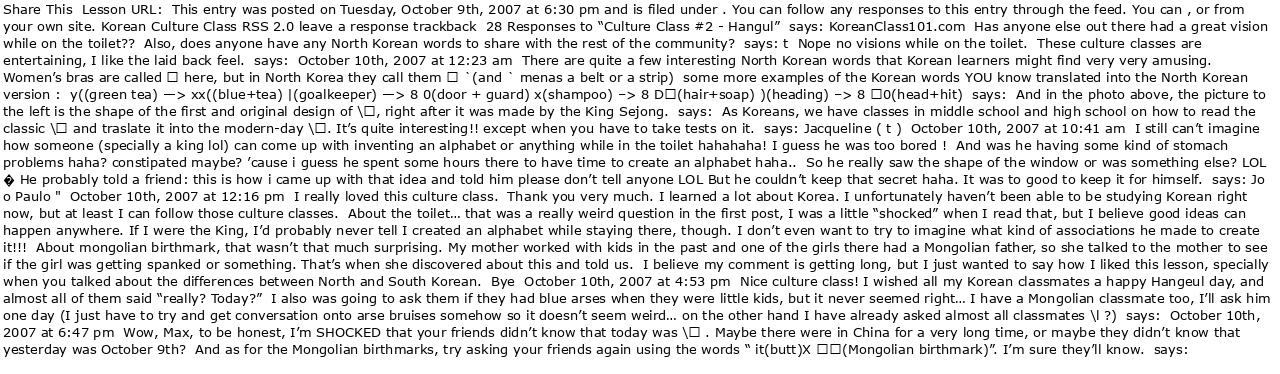 Share This  Lesson URL:  This entry was posted on Tuesday, October 9th, 2007 at 6:30 pm and is filed under . You can follow any responses to this entry through the feed. You can , or from
your own site. Korean Culture Class RSS 2.0 leave a response trackback  28 Responses to “Culture Class #2 - Hangul”  says: KoreanClass101.com  Has anyone else out there had a great vision
while on the toilet??  Also, does anyone have any North Korean words to share with the rest of the community?  says: t  Nope no visions while on the toilet.  These culture classes are
entertaining, I like the laid back feel.  says:  October 10th, 2007 at 12:23 am  There are quite a few interesting North Korean words that Korean learners might find very very amusing.
Women’s bras are called □ here, but in North Korea they call them □ `(and ` menas a belt or a strip)  some more examples of the Korean words YOU know translated into the North Korean
version :  y((green tea) —> xx((blue+tea) |(goalkeeper) —> 8 0(door + guard) x(shampoo) –> 8 D□(hair+soap) )(heading) –> 8 □0(head+hit)  says:  And in the photo above, the picture to
the left is the shape of the first and original design of \□, right after it was made by the King Sejong.  says:  As Koreans, we have classes in middle school and high school on how to read the
classic \□ and traslate it into the modern-day \□. It’s quite interesting!! except when you have to take tests on it.  says: Jacqueline ( t )  October 10th, 2007 at 10:41 am  I still can’t imagine
how someone (specially a king lol) can come up with inventing an alphabet or anything while in the toilet hahahaha! I guess he was too bored !  And was he having some kind of stomach
problems haha? constipated maybe? ’cause i guess he spent some hours there to have time to create an alphabet haha..  So he really saw the shape of the window or was something else? LOL
� He probably told a friend: this is how i came up with that idea and told him please don’t tell anyone LOL But he couldn’t keep that secret haha. It was to good to keep it for himself.  says: Jo
o Paulo "  October 10th, 2007 at 12:16 pm  I really loved this culture class.  Thank you very much. I learned a lot about Korea. I unfortunately haven’t been able to be studying Korean right
now, but at least I can follow those culture classes.  About the toilet… that was a really weird question in the first post, I was a little “shocked” when I read that, but I believe good ideas can
happen anywhere. If I were the King, I’d probably never tell I created an alphabet while staying there, though. I don’t even want to try to imagine what kind of associations he made to create
it!!!  About mongolian birthmark, that wasn’t that much surprising. My mother worked with kids in the past and one of the girls there had a Mongolian father, so she talked to the mother to see
if the girl was getting spanked or something. That’s when she discovered about this and told us.  I believe my comment is getting long, but I just wanted to say how I liked this lesson, specially
when you talked about the differences between North and South Korean.  Bye  October 10th, 2007 at 4:53 pm  Nice culture class! I wished all my Korean classmates a happy Hangeul day, and
almost all of them said “really? Today?”  I also was going to ask them if they had blue arses when they were little kids, but it never seemed right… I have a Mongolian classmate too, I’ll ask him
one day (I just have to try and get conversation onto arse bruises somehow so it doesn’t seem weird… on the other hand I have already asked almost all classmates \l ?)  says:  October 10th,
2007 at 6:47 pm  Wow, Max, to be honest, I’m SHOCKED that your friends didn’t know that today was \□ . Maybe there were in China for a very long time, or maybe they didn’t know that
yesterday was October 9th?  And as for the Mongolian birthmarks, try asking your friends again using the words “ it(butt)X □□(Mongolian birthmark)”. I’m sure they’ll know.  says: